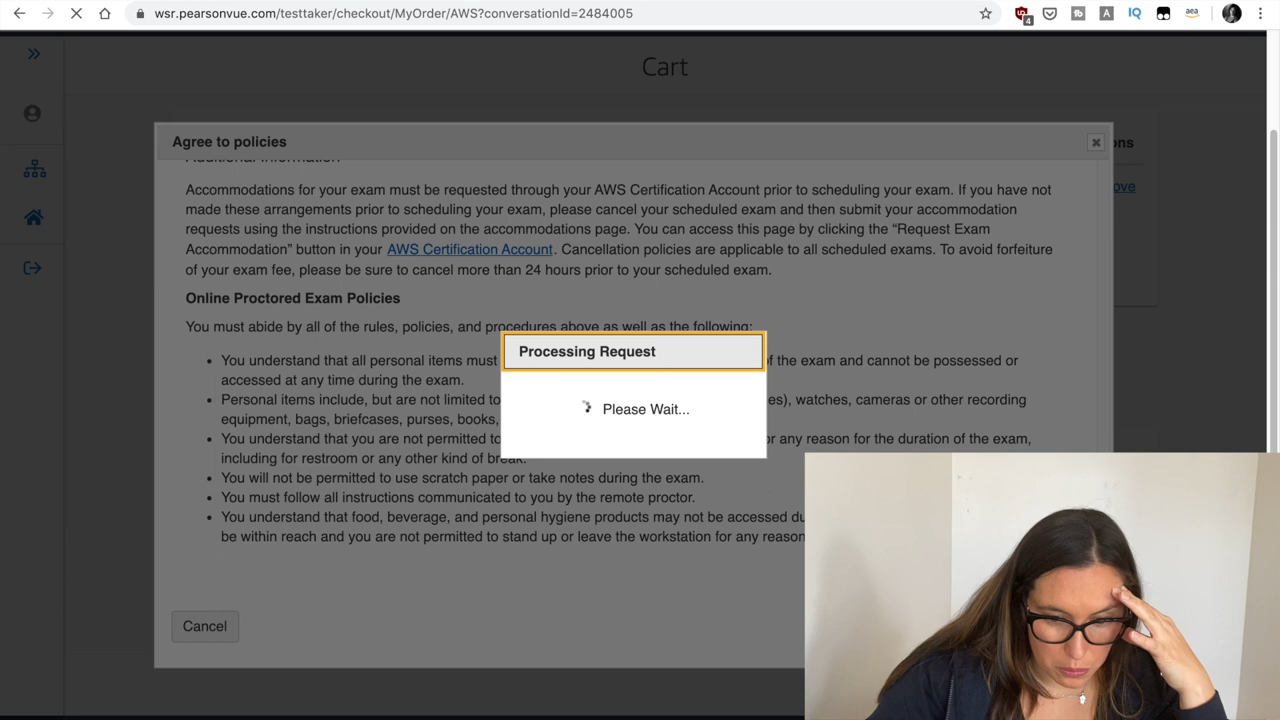 wsr.pearsonvue.com/testtaker/checkout/MyOrder/AWS?conversationId=2484005
4
A
IQ
aea
Cart
Agree to policies
ons
Additional Information
ove
Accommodations for your exam must be requested through your AWS Certification Account prior to scheduling your exam. If you have not
made these arrangements prior to scheduling your exam, please cancel your scheduled exam and then submit your accommodation
requests using the instructions provided on the accommodations page. You can access this page by clicking the “Request Exam
Accommodation” button in your AWS Certification Account. Cancellation policies are applicable to all scheduled exams. To avoid forfeiture
of your exam fee, please be sure to cancel more than 24 hours prior to your scheduled exam.
Online Proctored Exam Policies
You must abide by all of the rules, policies, and procedures above as well as the following:
Processing Request
Please Wait...
• You understand that all personal items must of the exam and cannot be possessed or
accessed at any time during the exam.
• Personal items include, but are not limited to es), watches, cameras or other recording
equipment, bags, briefcases, purses, books,
• You understand that you are not permitted to or any reason for the duration of the exam,
including for restroom or any other kind of break.
• You will not be permitted to use scratch paper or take notes during the exam.
• You must follow all instructions communicated to you by the remote proctor.
• You understand that food, beverage, and personal hygiene products may not be accessed du
be within reach and you are not permitted to stand up or leave the workstation for any reason
Cancel